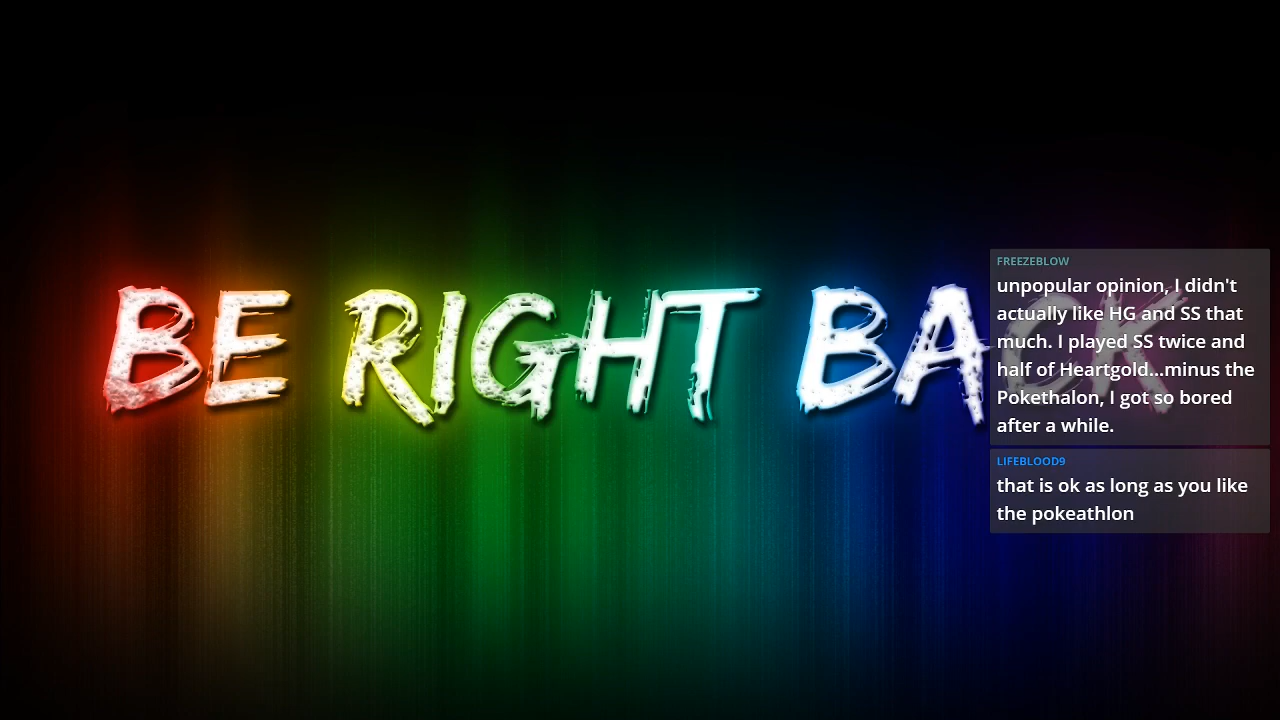 BE RIGHT BACK
FREEZEBLOW
unpopular opinion, I didn't
actually like HG and SS that
much. I played SS twice and
half of Heartgold...minus the
Pokethalon, I got so bored
after a while.
LIFEBLOOD9
that is ok as long as you like
the pokeathlon